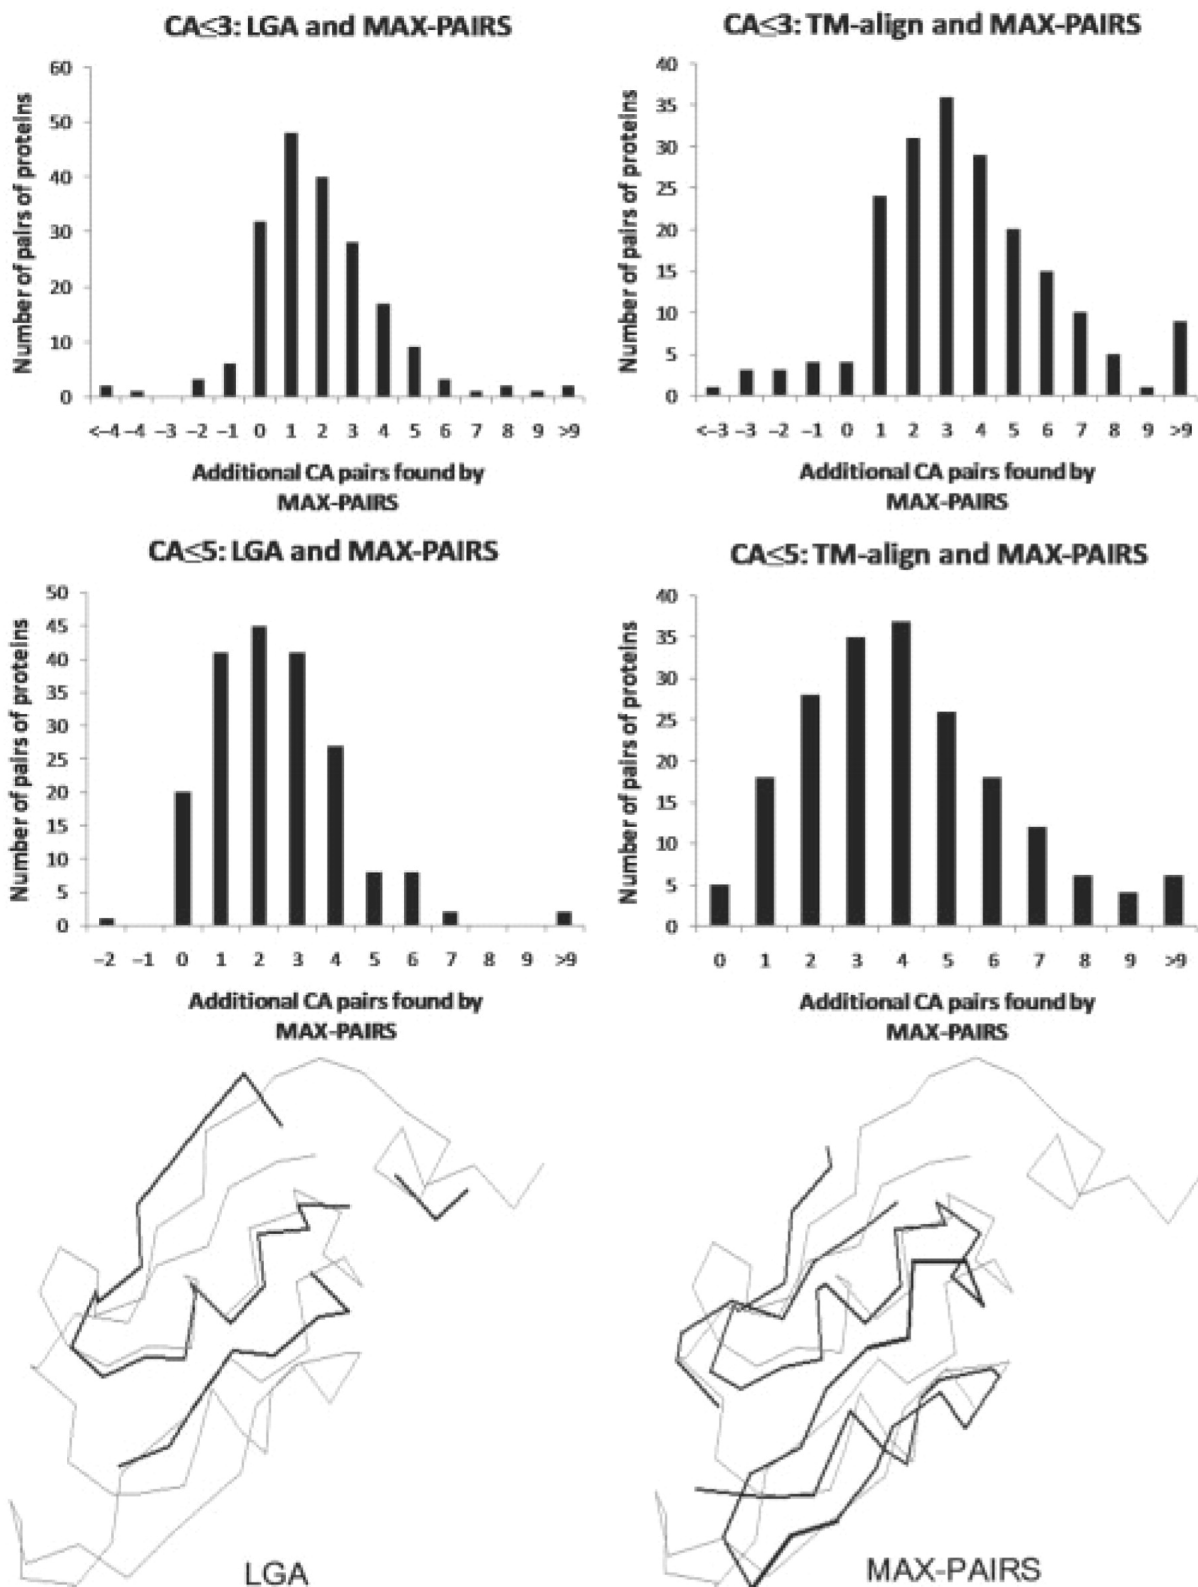 CA≤3: LGA and MAX-PAIRS
Number of pairs of proteins
60
50
40
30
20
10
0
<−4 −4 −3 −2 −1 0 1 2 3 4 5 6 7 8 9 >9
Additional CA pairs found by
MAX-PAIRS
CA≤3: TM-align and MAX-PAIRS
Number of pairs of proteins
40
35
30
25
20
15
10
5
0
<−3 −3 −2 −1 0 1 2 3 4 5 6 7 8 9 >9
Additional CA pairs found by
MAX-PAIRS
CA≤5: LGA and MAX-PAIRS
Number of pairs of proteins
50
45
40
35
30
25
20
15
10
5
0
−2 −1 0 1 2 3 4 5 6 7 8 9 >9
Additional CA pairs found by
MAX-PAIRS
CA≤5: TM-align and MAX-PAIRS
Number of pairs of proteins
40
35
30
25
20
15
10
5
0
0 1 2 3 4 5 6 7 8 9 >9
Additional CA pairs found by
MAX-PAIRS
LGA
MAX-PAIRS